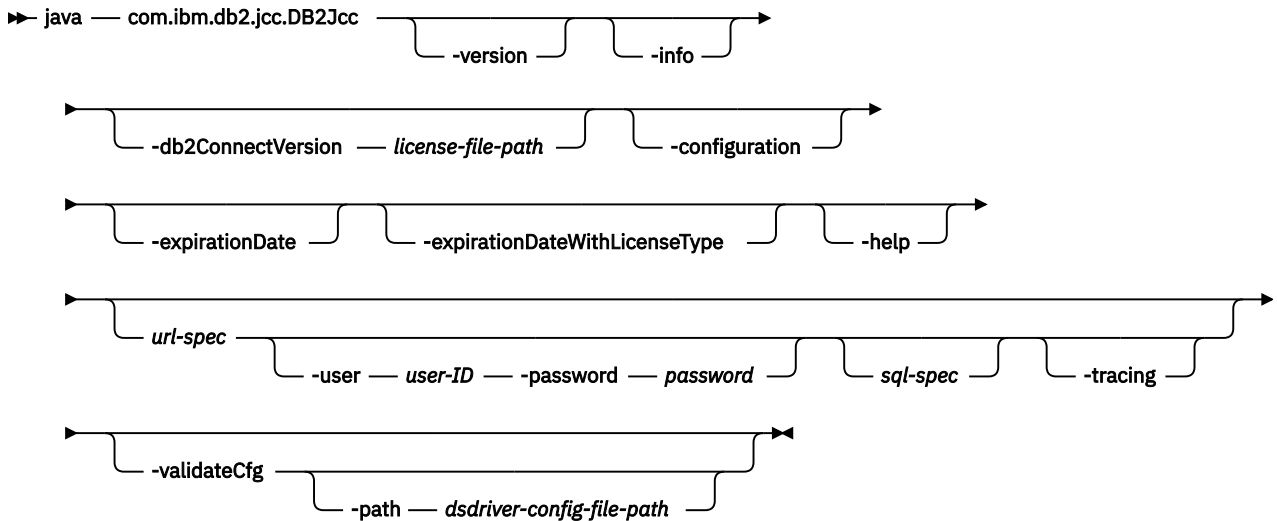 java com.ibm.db2.jcc.DB2Jcc
-version -info
-db2ConnectVersion license-file-path -configuration
-expirationDate -expirationDateWithLicenseType -help
url-spec
-user user-ID -password password sql-spec -tracing
-validateCfg
-path dsdriver-config-file-path